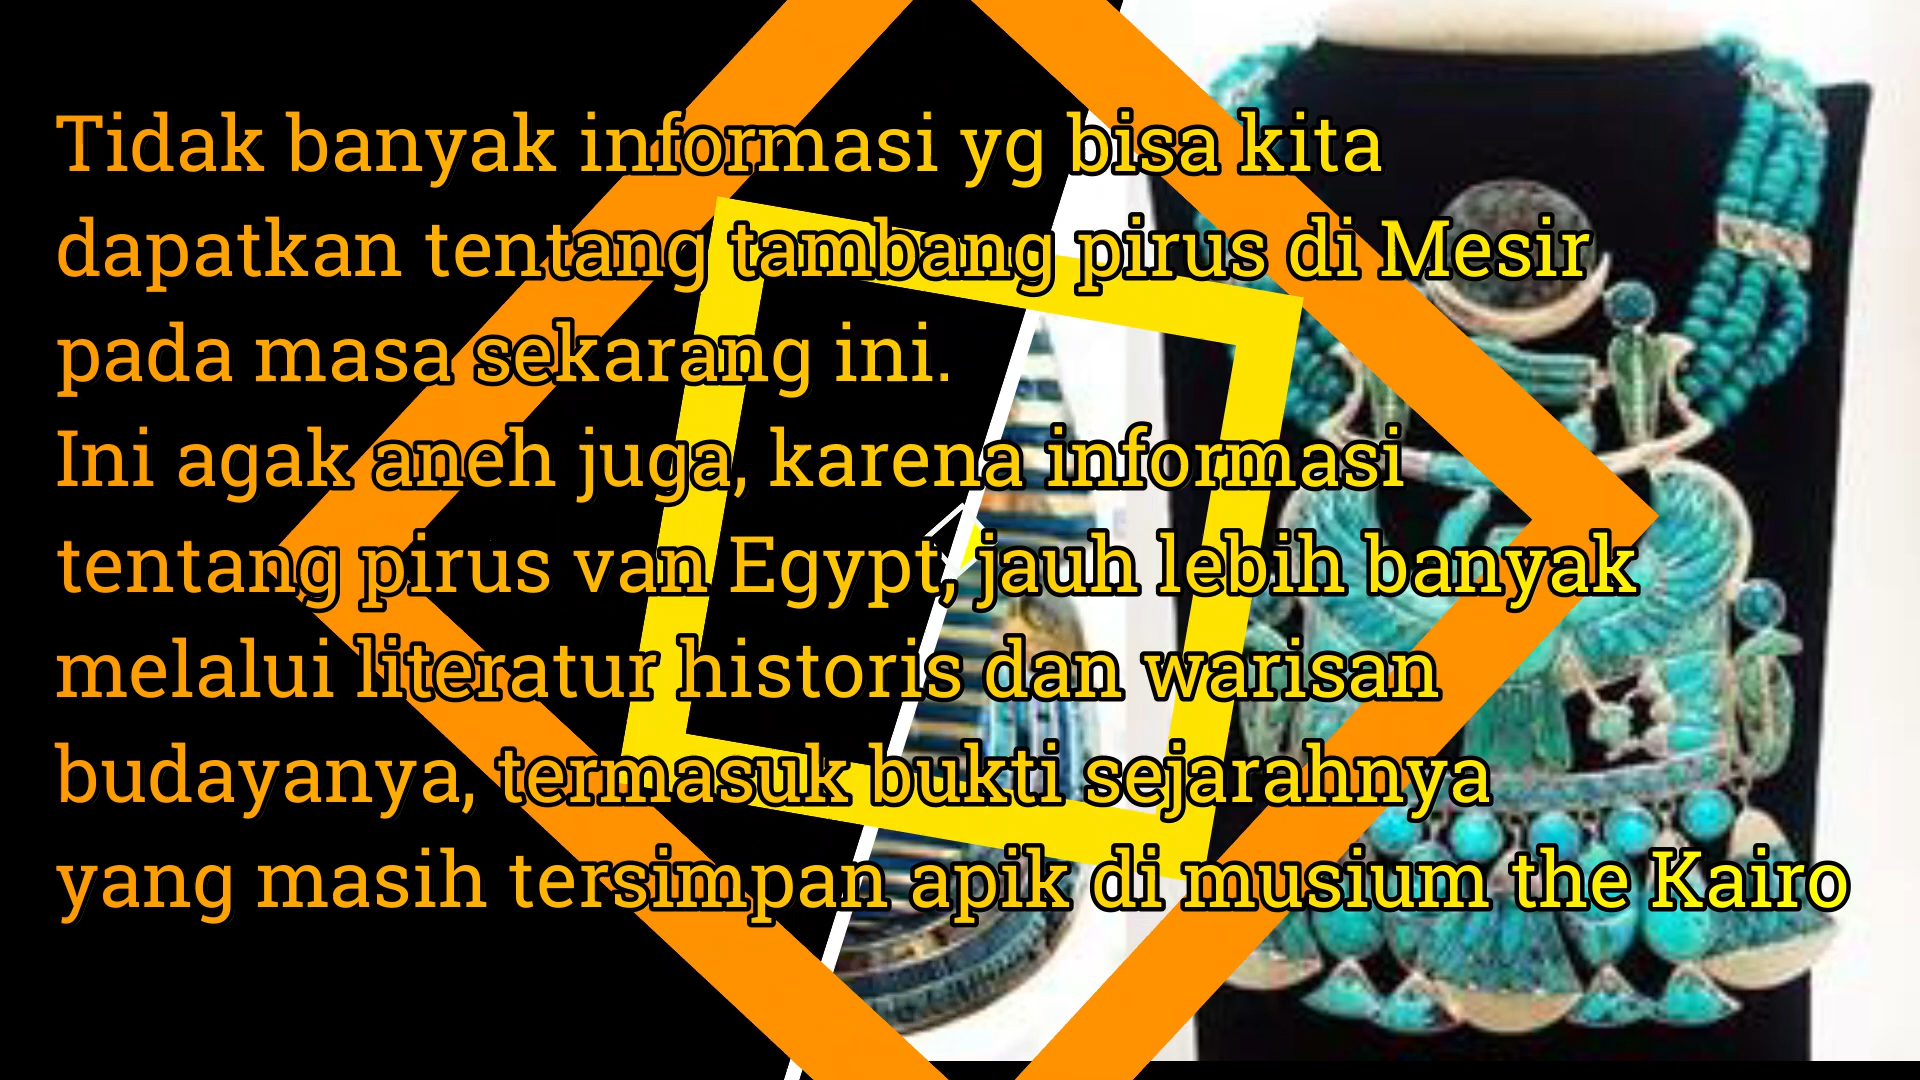 Tidak banyak informasi yg bisa kita
dapatkan tentang tambang pirus di Mesir
pada masa sekarang ini.
Ini agak aneh juga, karena informasi
tentang pirus van Egypt, jauh lebih banyak
melalui literatur historis dan warisan
budayanya, termasuk bukti sejarahnya
yang masih tersimpan apik di musium the Kairo